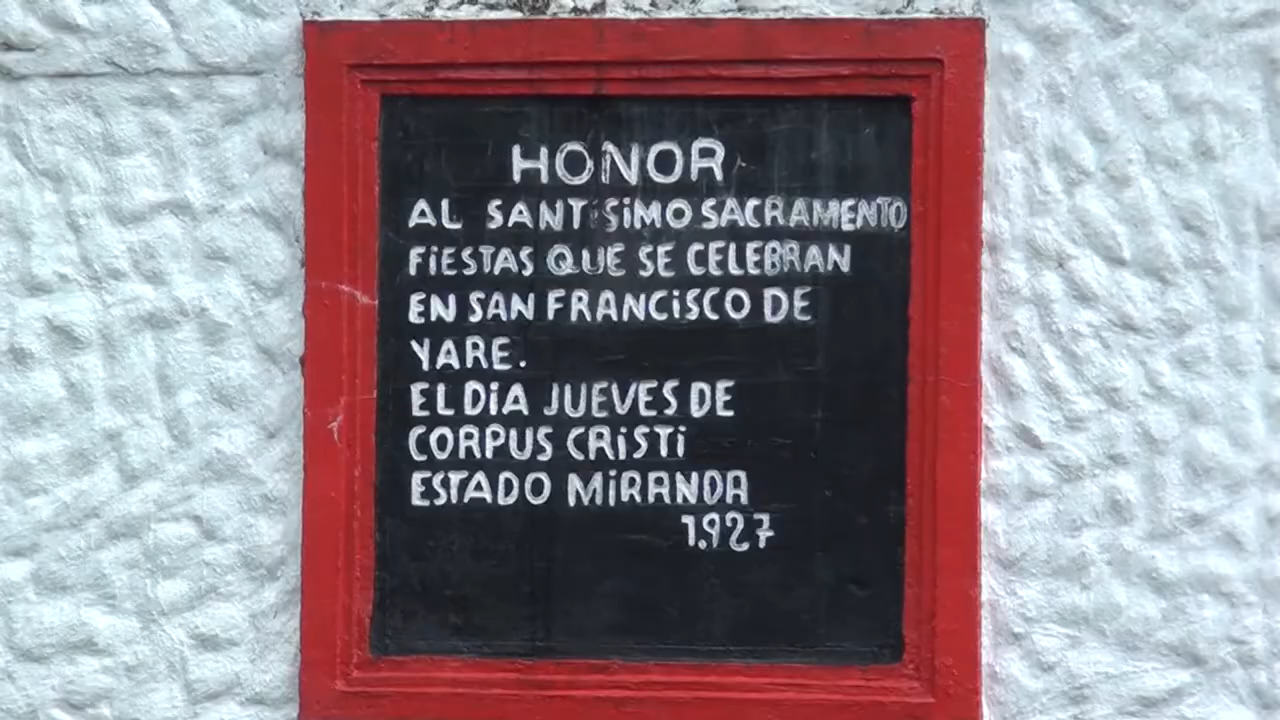 HONOR
AL SANTiSiMO SACRAMENTO
FiESTAS QUE SE CELEBRAN
EN SAN FRANCiSCO DE
YARE.
EL DiA JUEVES DE
CORPUS CRiSTi
ESTADO MiRANDA
1.927